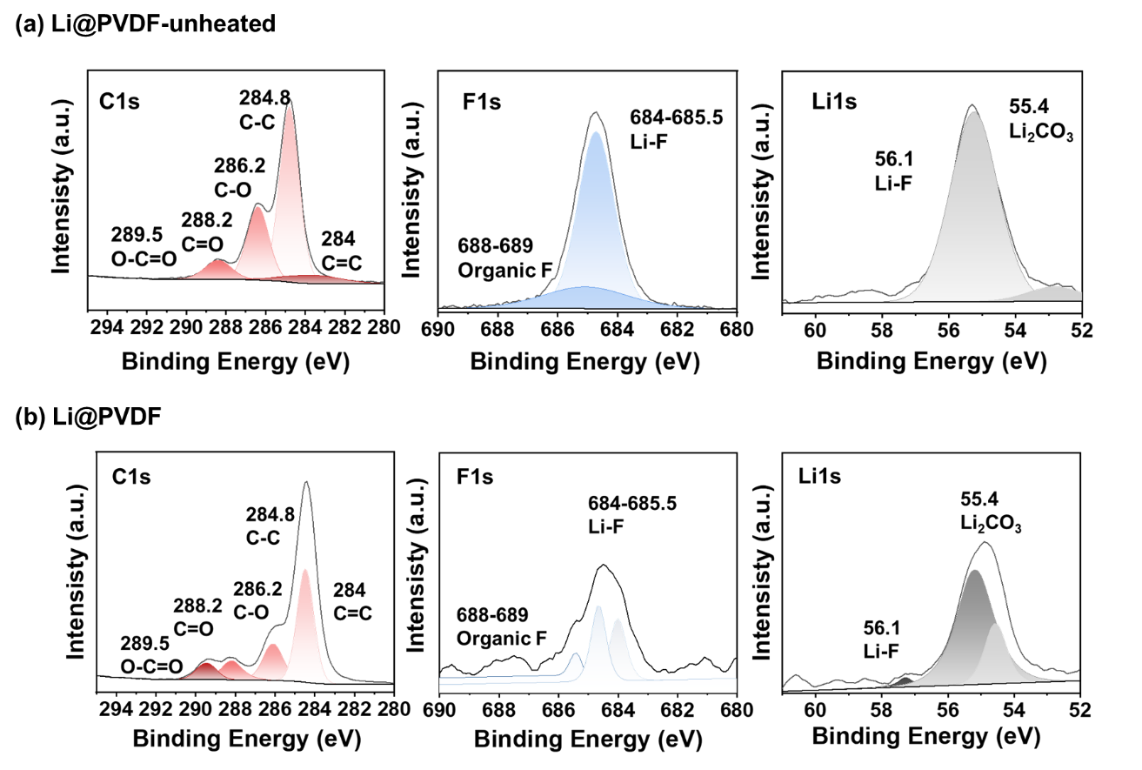 (a) Li@PVDF-unheated
C1s
284.8
C-C
286.2
C-O
288.2
C=O
289.5
O-C=O
284
C=C
Intensisty (a.u.)
294 292 290 288 286 284 282 280
Binding Energy (eV)
F1s
684-685.5
Li-F
688-689
Organic F
Intensisty (a.u.)
690 688 686 684 682 680
Binding Energy (eV)
Li1s
55.4
Li₂CO₃
56.1
Li-F
Intensisty (a.u.)
60 58 56 54 52
Binding Energy (eV)
(b) Li@PVDF
C1s
284.8
C-C
286.2
C-O
288.2
C=O
289.5
O-C=O
284
C=C
Intensisty (a.u.)
294 292 290 288 286 284 282 280
Binding Energy (eV)
F1s
684-685.5
Li-F
688-689
Organic F
Intensisty (a.u.)
690 688 686 684 682 680
Binding Energy (eV)
Li1s
55.4
Li₂CO₃
56.1
Li-F
Intensisty (a.u.)
60 58 56 54 52
Binding Energy (eV)